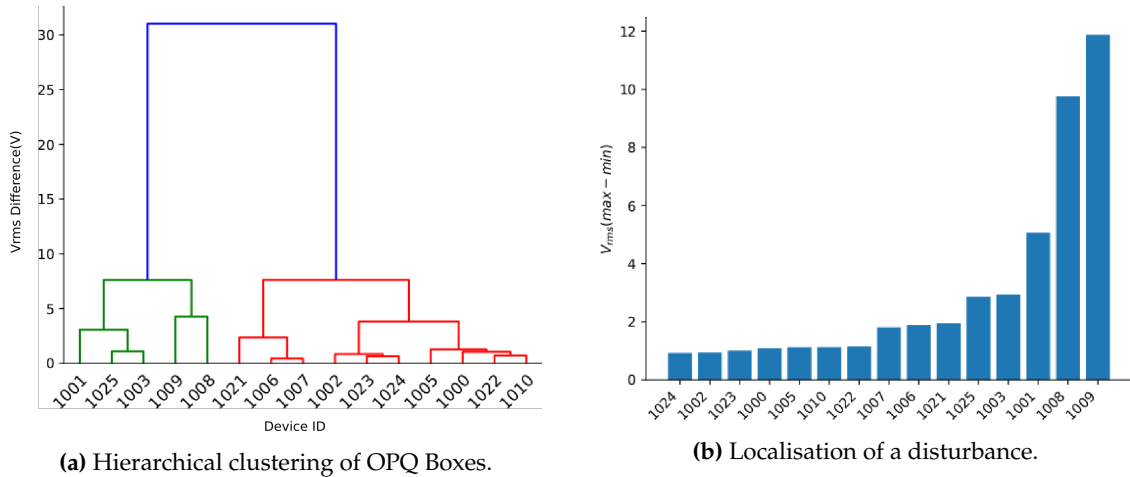 30
25
20
15
10
5
0
Vrms Difference(V)
1001 1025 1003 1009 1008 1021 1006 1007 1002 1023 1024 1005 1000 1022 1010
Device ID
(a) Hierarchical clustering of OPQ Boxes.
12
10
8
6
4
2
0
Vrms(max − min)
1024 1002 1023 1000 1005 1010 1022 1007 1006 1021 1025 1003 1001 1008 1009
(b) Localisation of a disturbance.